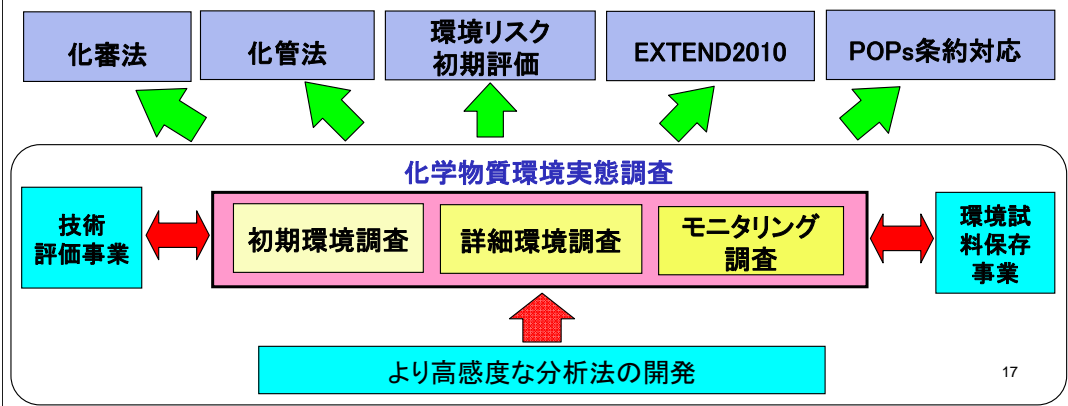 化審法
化管法
環境リスク
初期評価
EXTEND2010
POPs条約対応
化学物質環境実態調査
技術
評価事業
初期環境調査
詳細環境調査
モニタリング
調査
環境試
料保存
事業
より高感度な分析法の開発
17